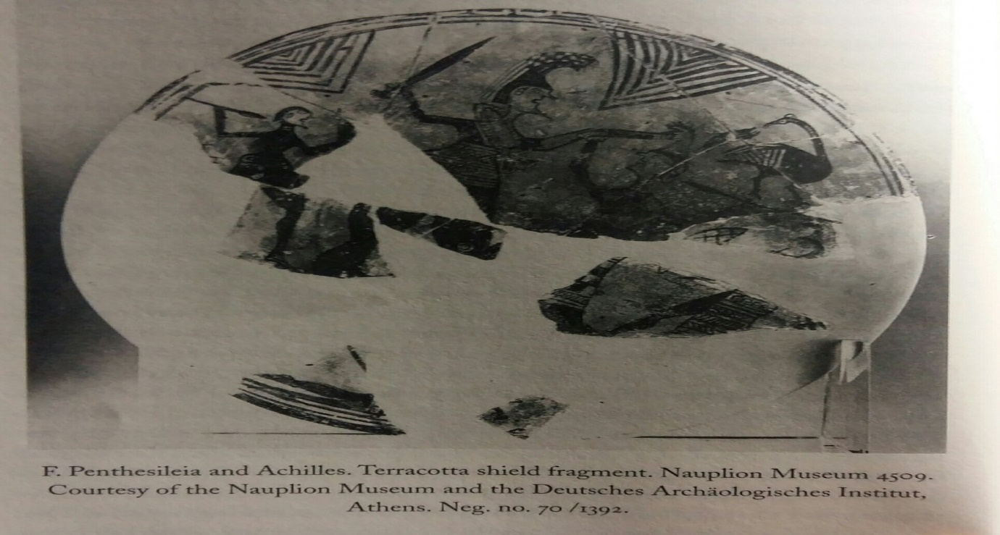 F. Penthesileia and Achilles. Terracotta shield fragment. Nauplion Museum 4509.
Courtesy of the Nauplion Museum and the Deutsches Archäologisches Institut,
Athens. Neg. no. 70 /1392.